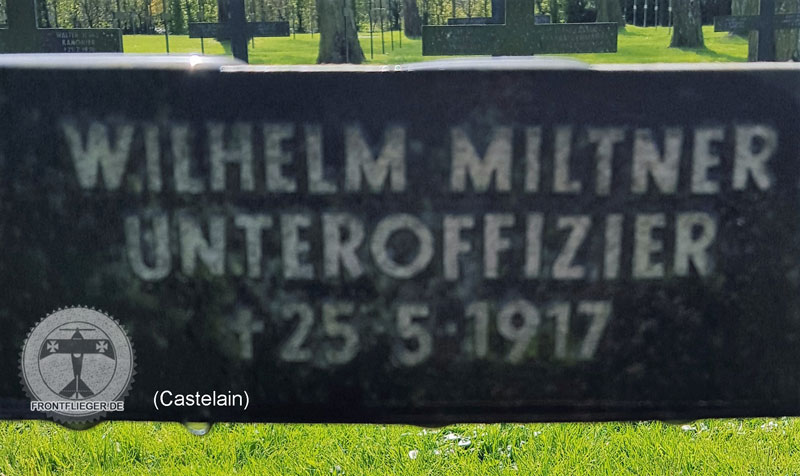 WILHELM MILTNER
UNTEROFFIZIER
† 25 5 1917
FRONTFLIEGER.DE
(Castelain)